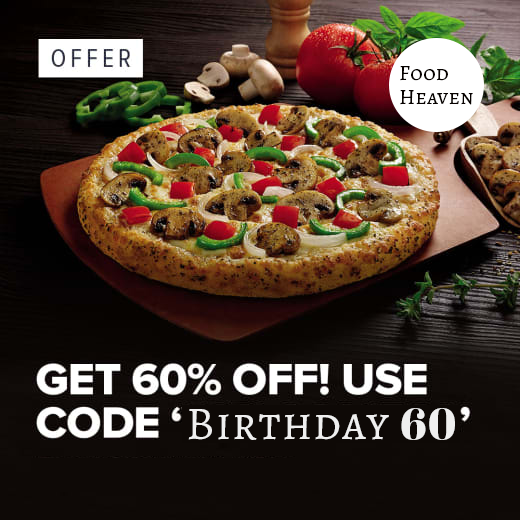 OFFER
Food
Heaven
GET 60% OFF! USE
CODE ‘Birthday 60’